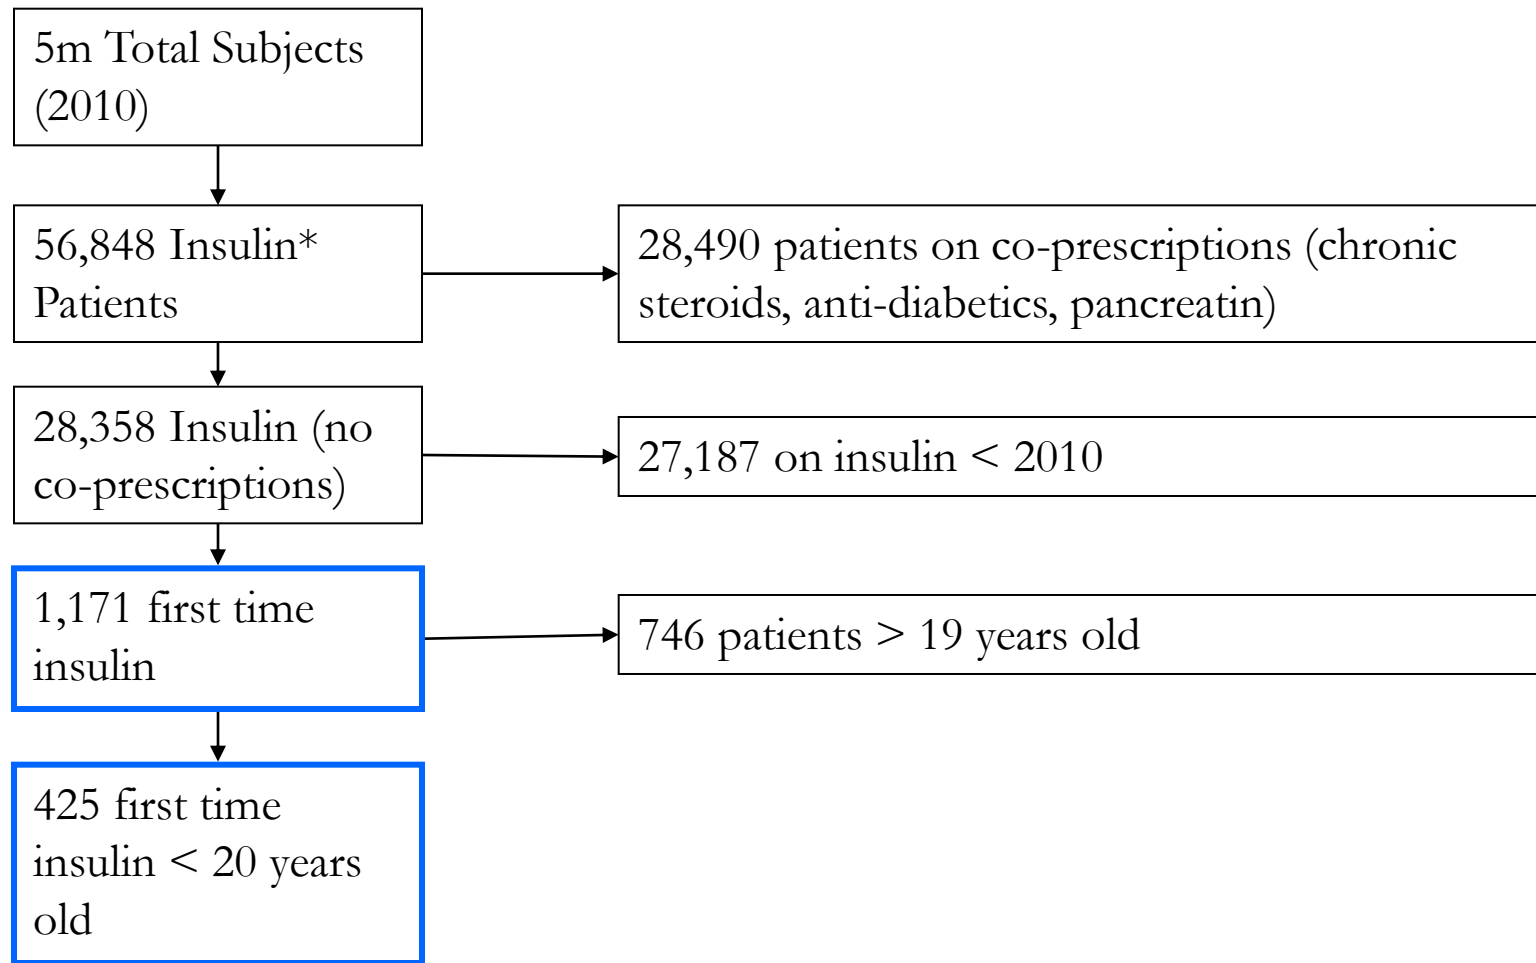 5m Total Subjects
(2010)
56,848 Insulin*
Patients
28,490 patients on co-prescriptions (chronic
steroids, anti-diabetics, pancreatin)
28,358 Insulin (no
co-prescriptions)
27,187 on insulin < 2010
1,171 first time
insulin
746 patients > 19 years old
425 first time
insulin < 20 years
old